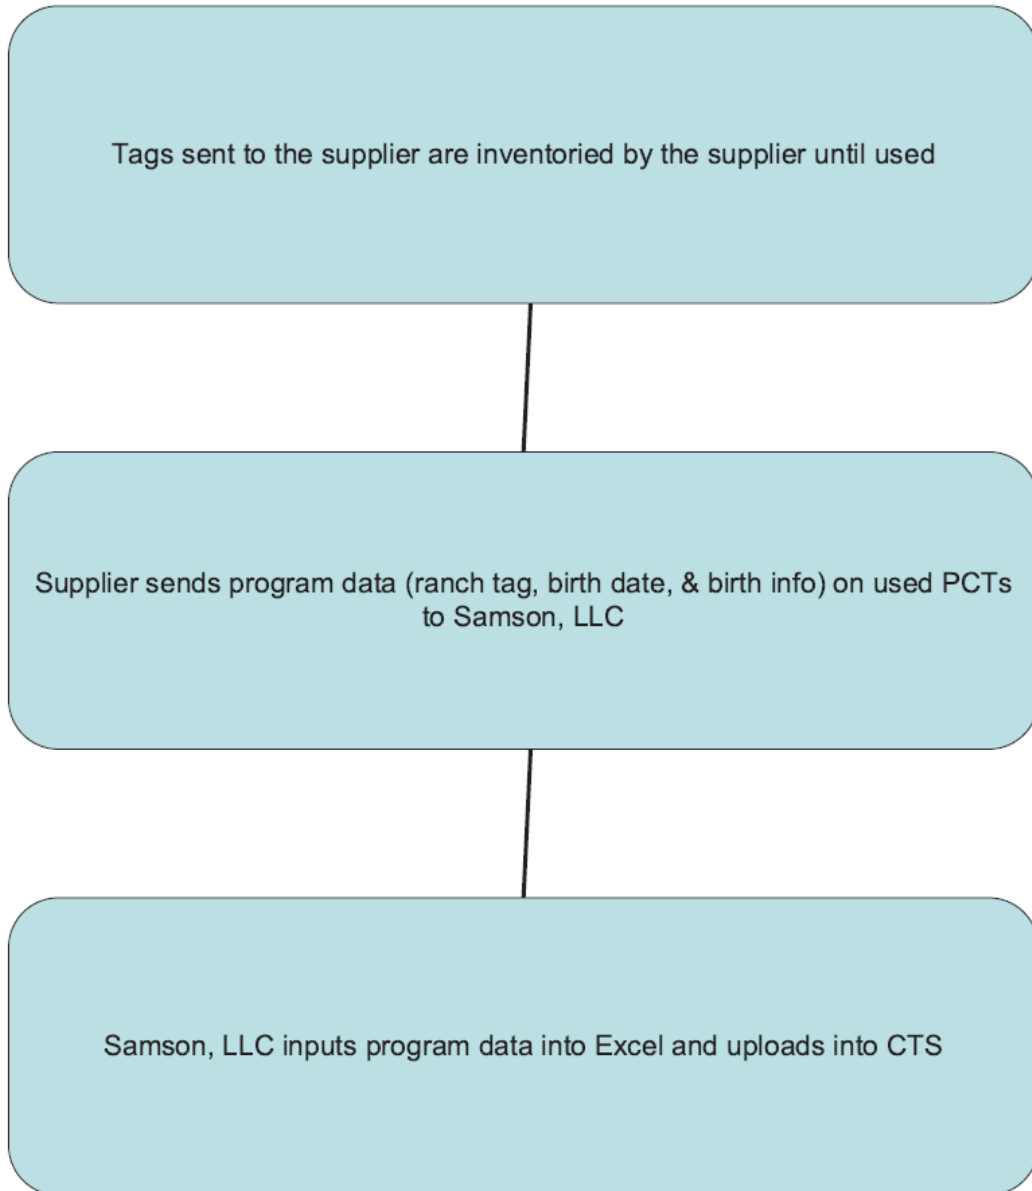 Tags sent to the supplier are inventoried by the supplier until used
Supplier sends program data (ranch tag, birth date, & birth info) on used PCTs
to Samson, LLC
Samson, LLC inputs program data into Excel and uploads into CTS